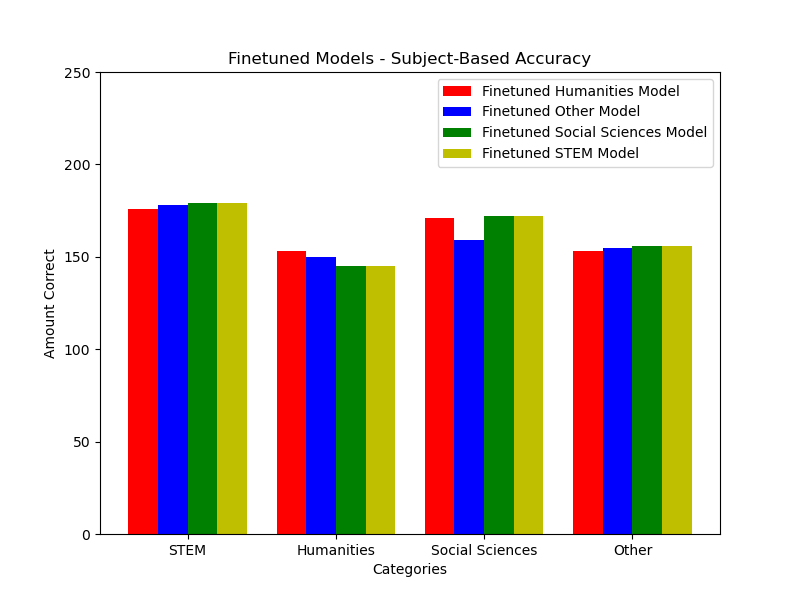 Finetuned Models - Subject-Based Accuracy
Finetuned Humanities Model
Finetuned Other Model
Finetuned Social Sciences Model
Finetuned STEM Model
250
200
150
100
50
0
Amount Correct
STEM
Humanities
Social Sciences
Other
Categories